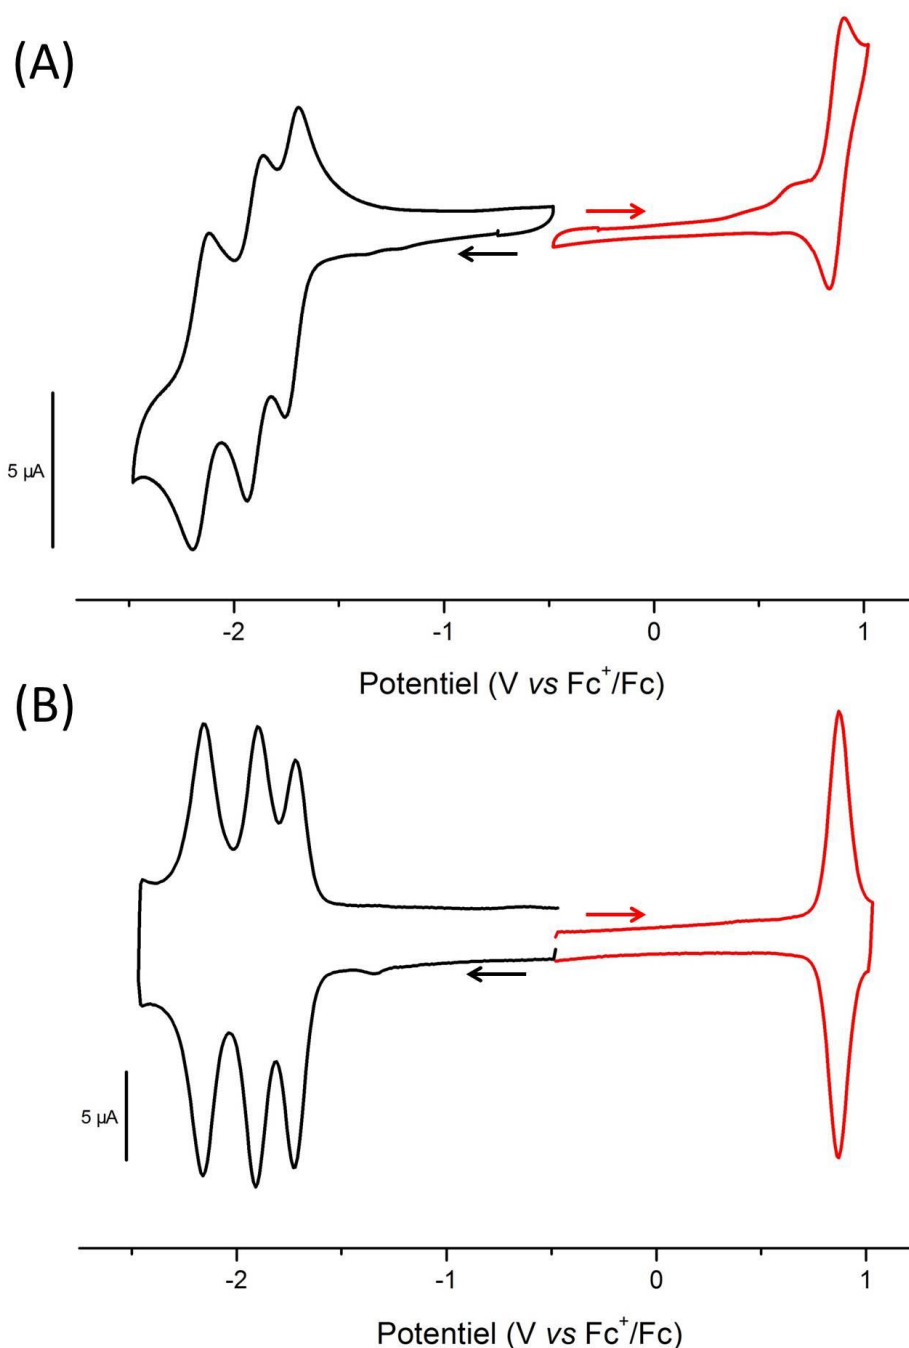 (A)
5 µA
-2 -1 0 1
Potentiel (V vs Fc⁺/Fc)
(B)
5 µA
-2 -1 0 1
Potentiel (V vs Fc⁺/Fc)